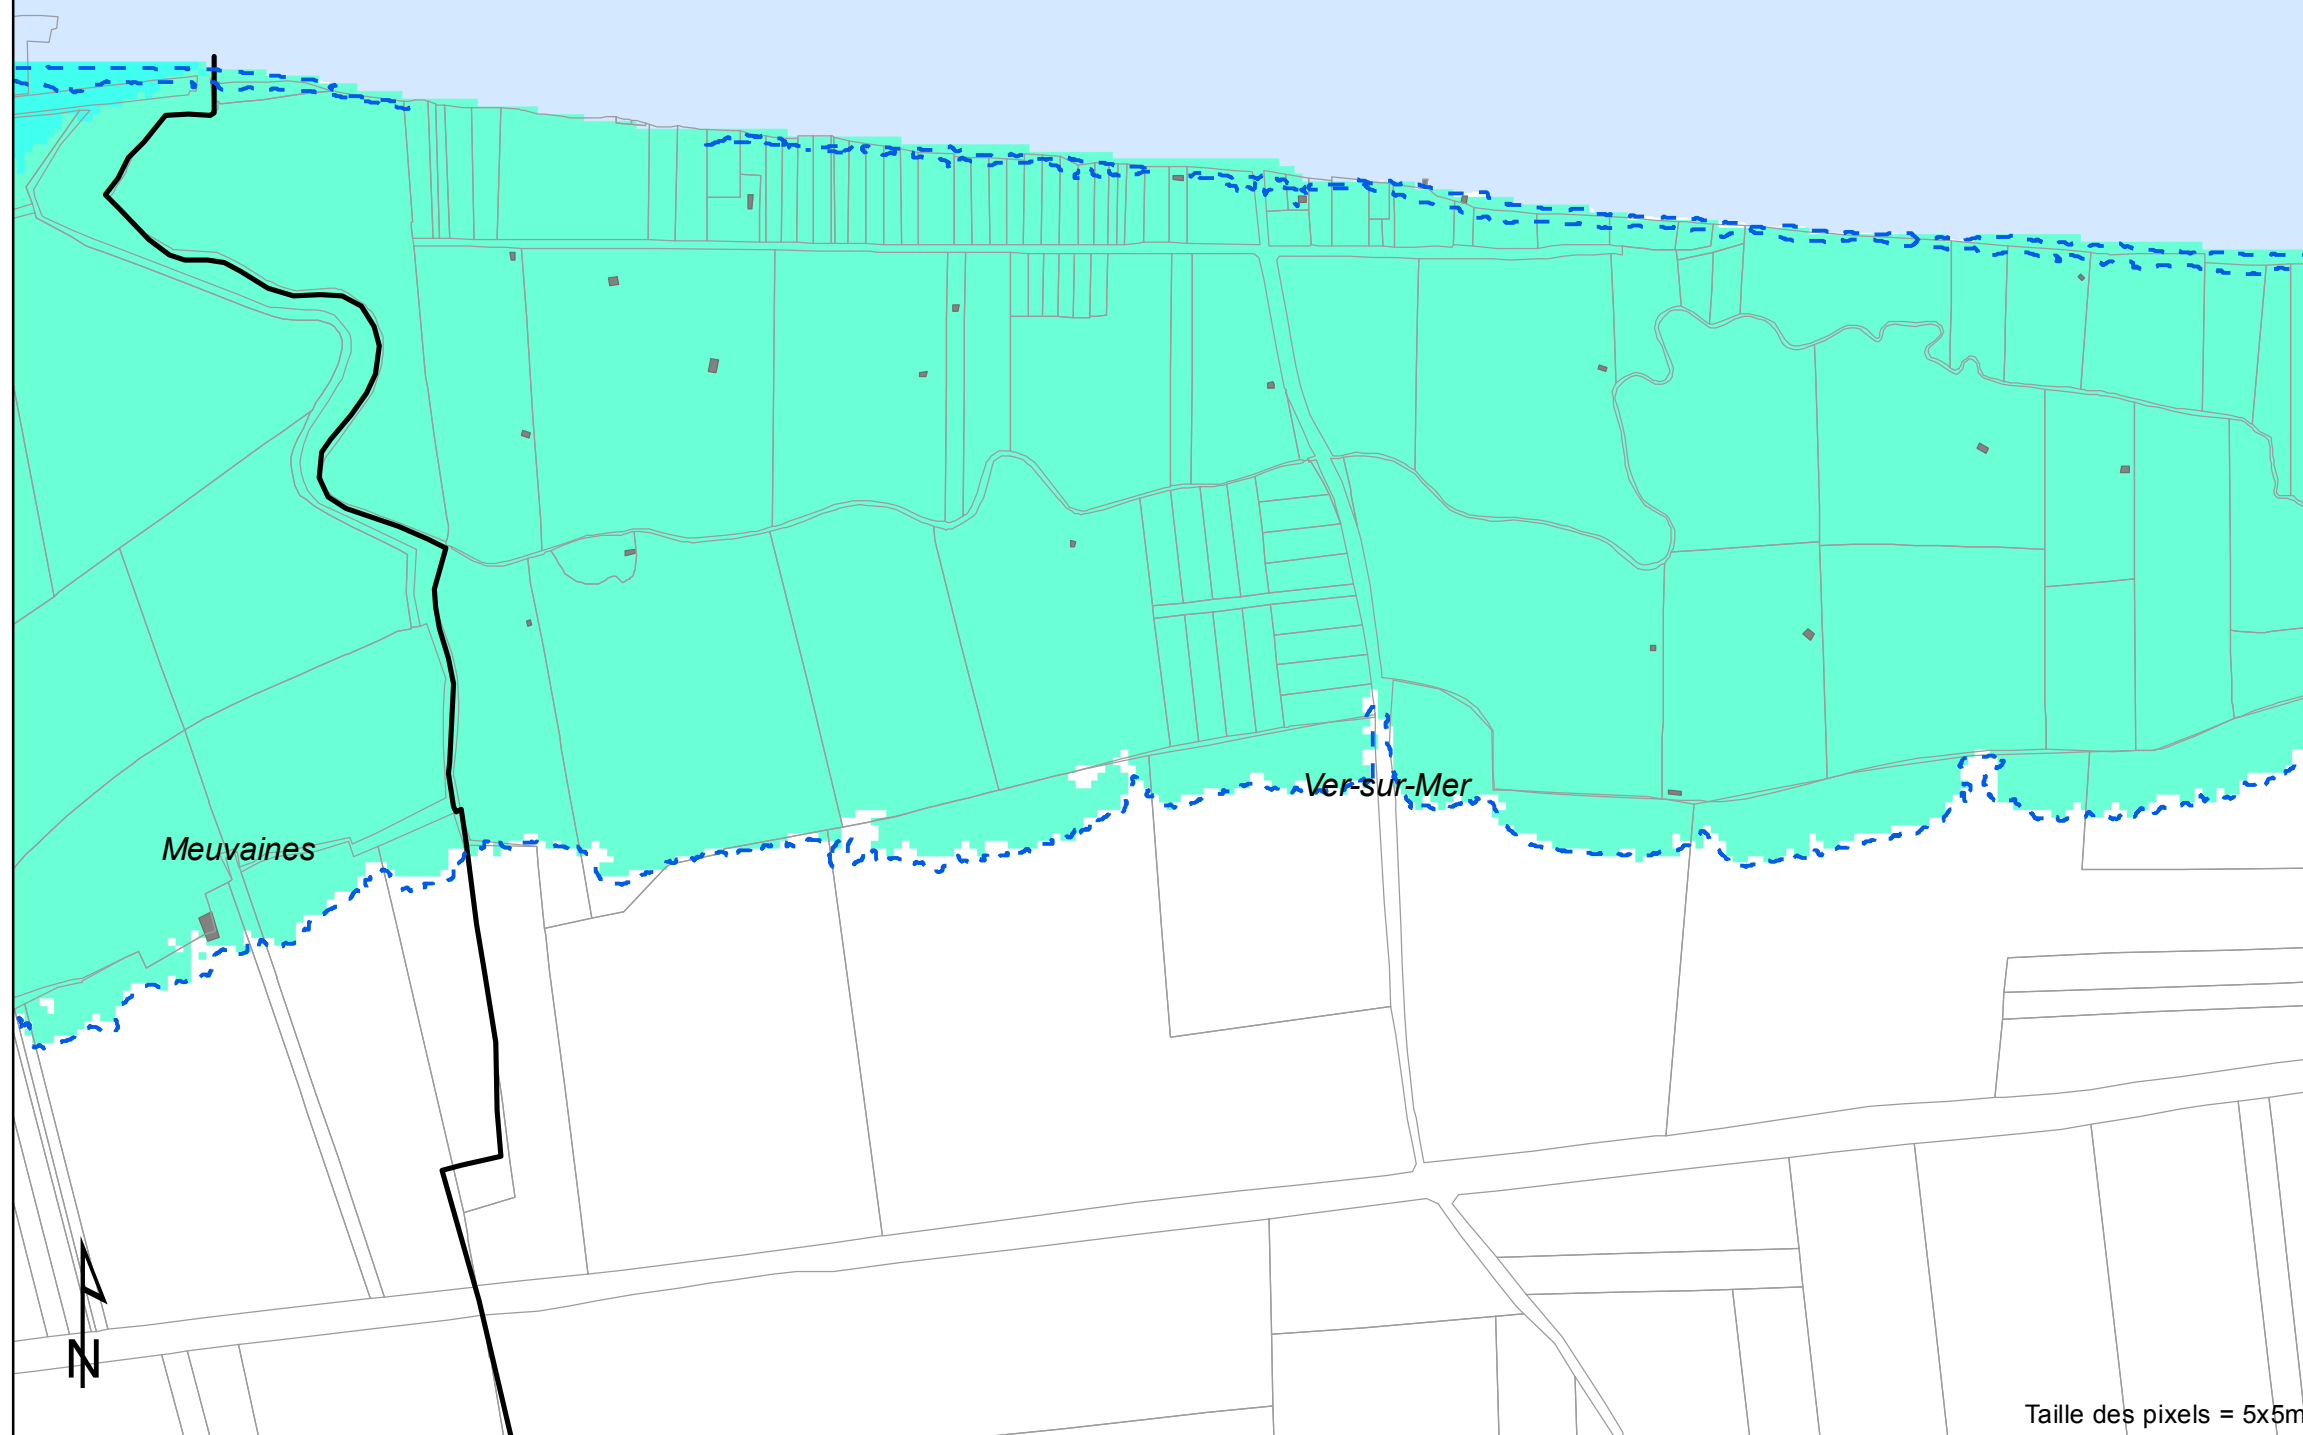 Ver-sur-Mer
Meuvaines
N
Taille des pixels = 5x5m